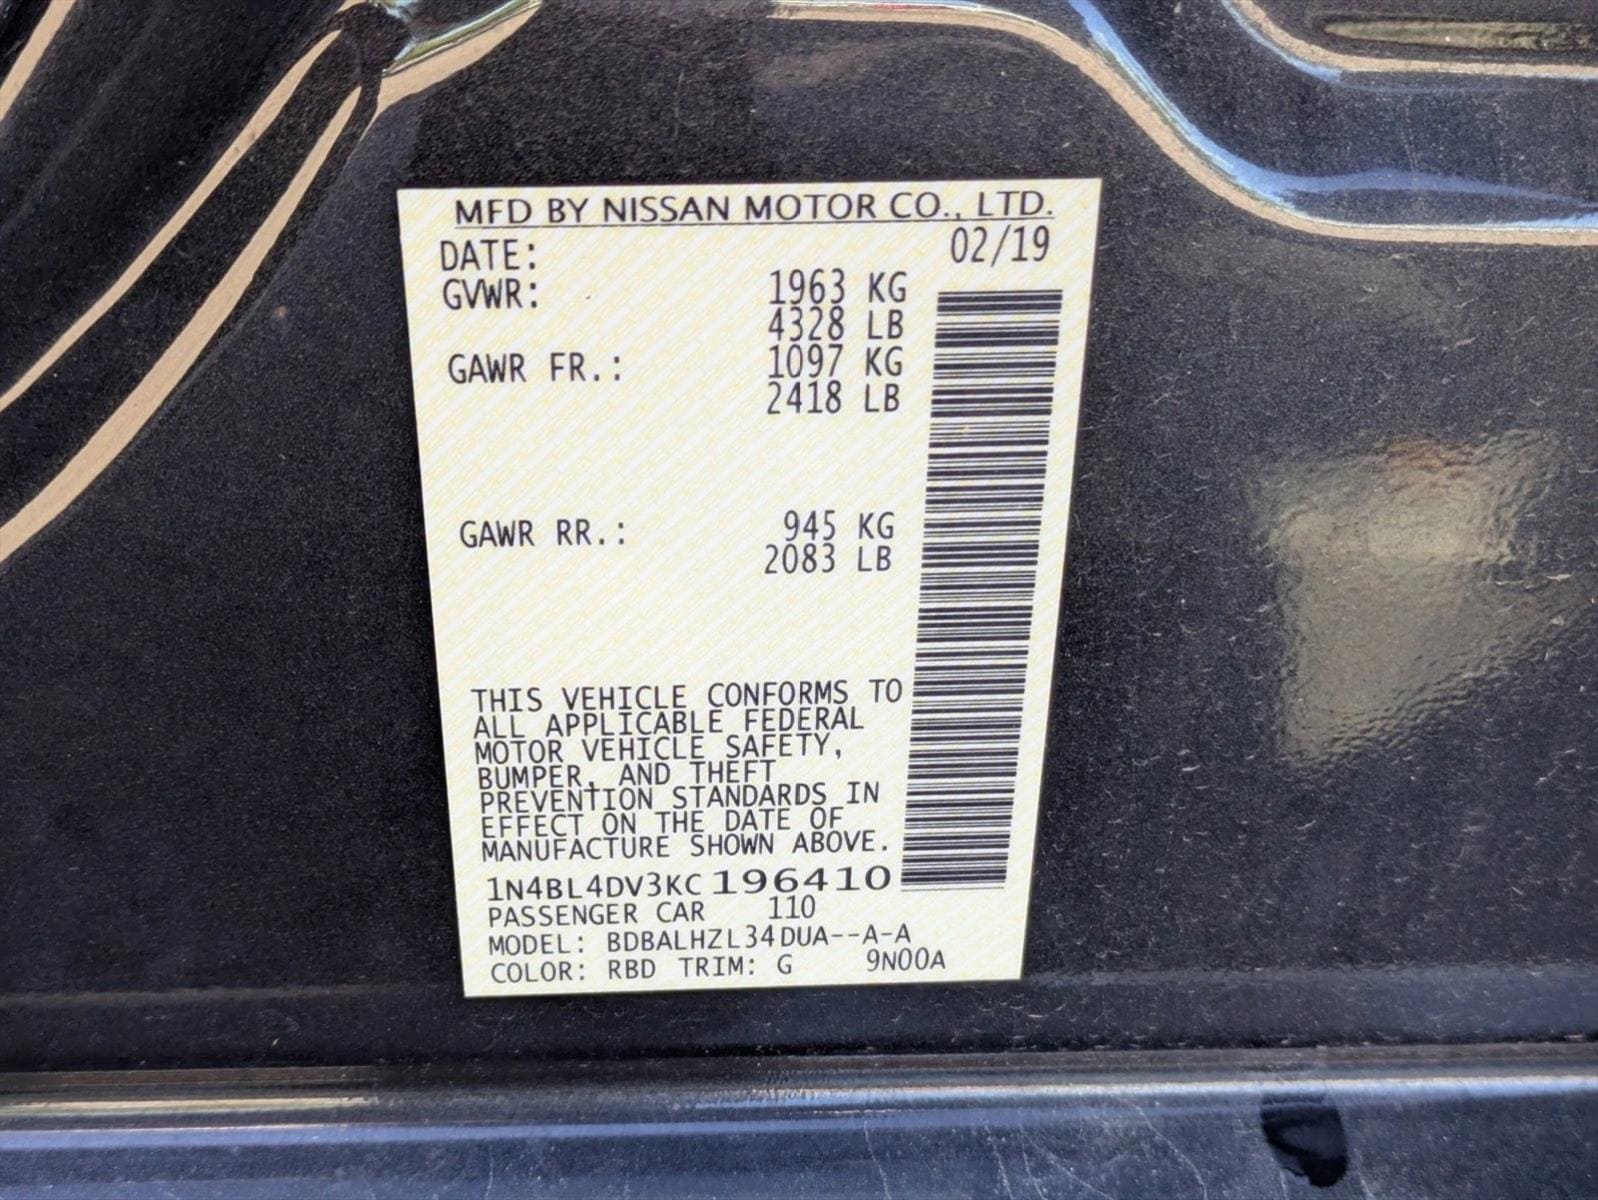 MFD BY NISSAN MOTOR CO., LTD.
DATE: 02/19
GVWR: 1963 KG
4328 LB
GAWR FR.: 1097 KG
2418 LB
GAWR RR.: 945 KG
2083 LB
THIS VEHICLE CONFORMS TO
ALL APPLICABLE FEDERAL
MOTOR VEHICLE SAFETY,
BUMPER, AND THEFT
PREVENTION STANDARDS IN
EFFECT ON THE DATE OF
MANUFACTURE SHOWN ABOVE.
1N4BL4DV3KC196410
PASSENGER CAR 110
MODEL: BDBALHZL34DUA--A-A
COLOR: RBD TRIM: G 9N00A